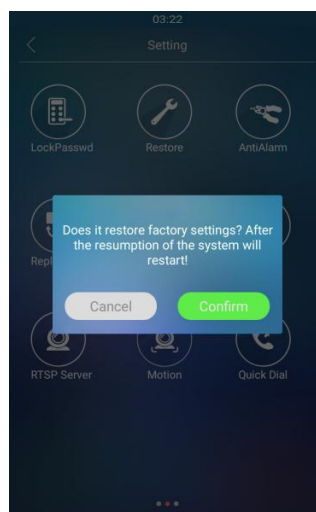 03:22
Setting
LockPasswd
Restore
AntiAlarm
Does it restore factory settings? After
the resumption of the system will
restart!
Cancel
Confirm
RTSP Server
Motion
Quick Dial